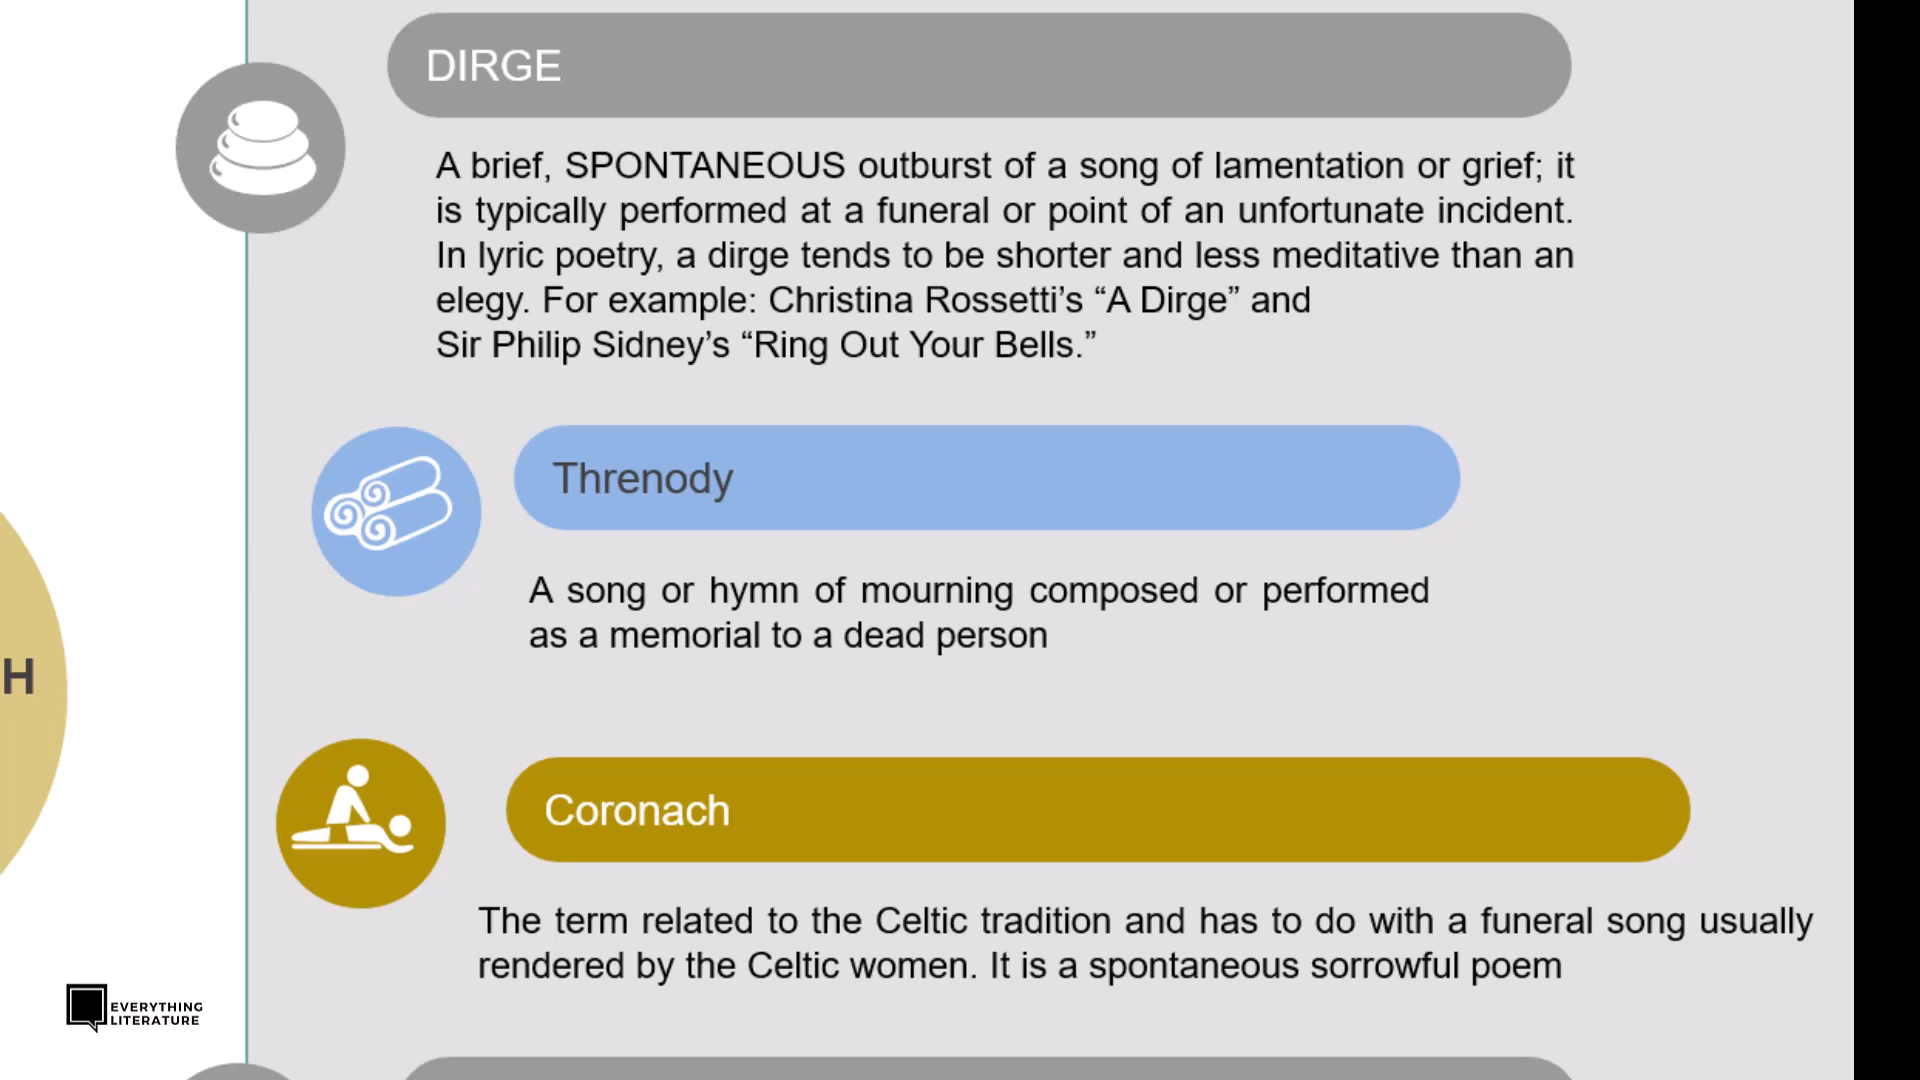 DIRGE
A brief, SPONTANEOUS outburst of a song of lamentation or grief; it
is typically performed at a funeral or point of an unfortunate incident.
In lyric poetry, a dirge tends to be shorter and less meditative than an
elegy. For example: Christina Rossetti’s “A Dirge” and
Sir Philip Sidney’s “Ring Out Your Bells.”
Threnody
A song or hymn of mourning composed or performed
as a memorial to a dead person
H
Coronach
The term related to the Celtic tradition and has to do with a funeral song usually
rendered by the Celtic women. It is a spontaneous sorrowful poem
EVERYTHING
LITERATURE